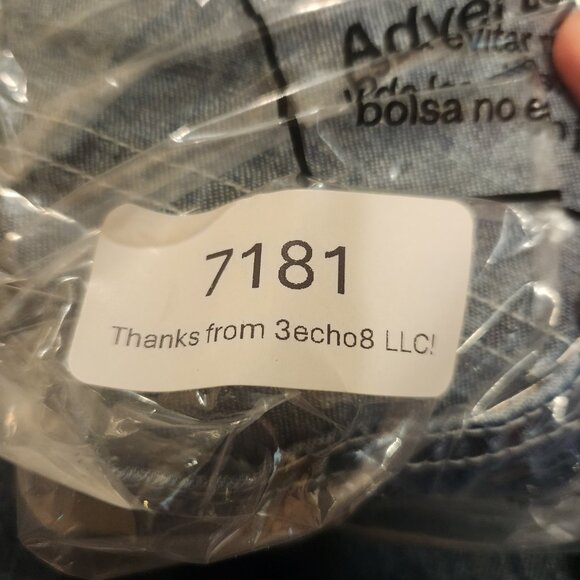 evitar
bolsa no
7181
Thanks from 3echo8 LLC!